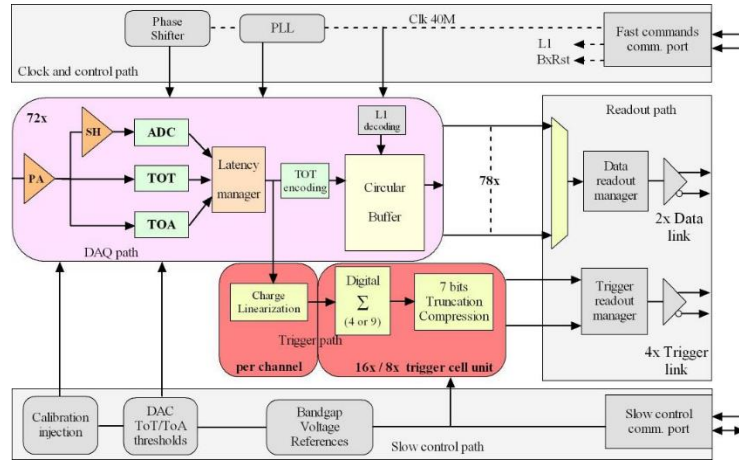 Phase
Shifter
PLL
Clk 40M
Fast commands
comm. port
L1
BxRst
Clock and control path
72x
SH
ADC
L1
decoding
Readout path
PA
TOT
Latency
manager
TOT
encoding
Circular
Buffer
78x
Data
readout
manager
TOA
2x Data
link
DAQ path
Charge
Linearization
Digital
Σ
(4 or 9)
7 bits
Truncation
Compression
Trigger
readout
manager
Trigger path
per channel
16x / 8x trigger cell unit
4x Trigger
link
Calibration
injection
DAC
ToT/ToA
thresholds
Bandgap
Voltage
References
Slow control
comm. port
Slow control path